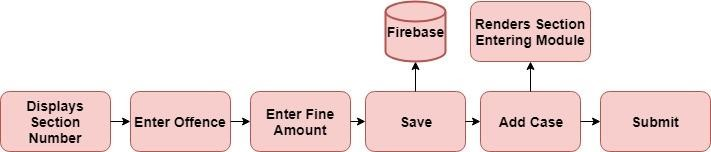 Firebase
Renders Section
Entering Module
Displays
Section
Number
Enter Offence
Enter Fine
Amount
Save
Add Case
Submit